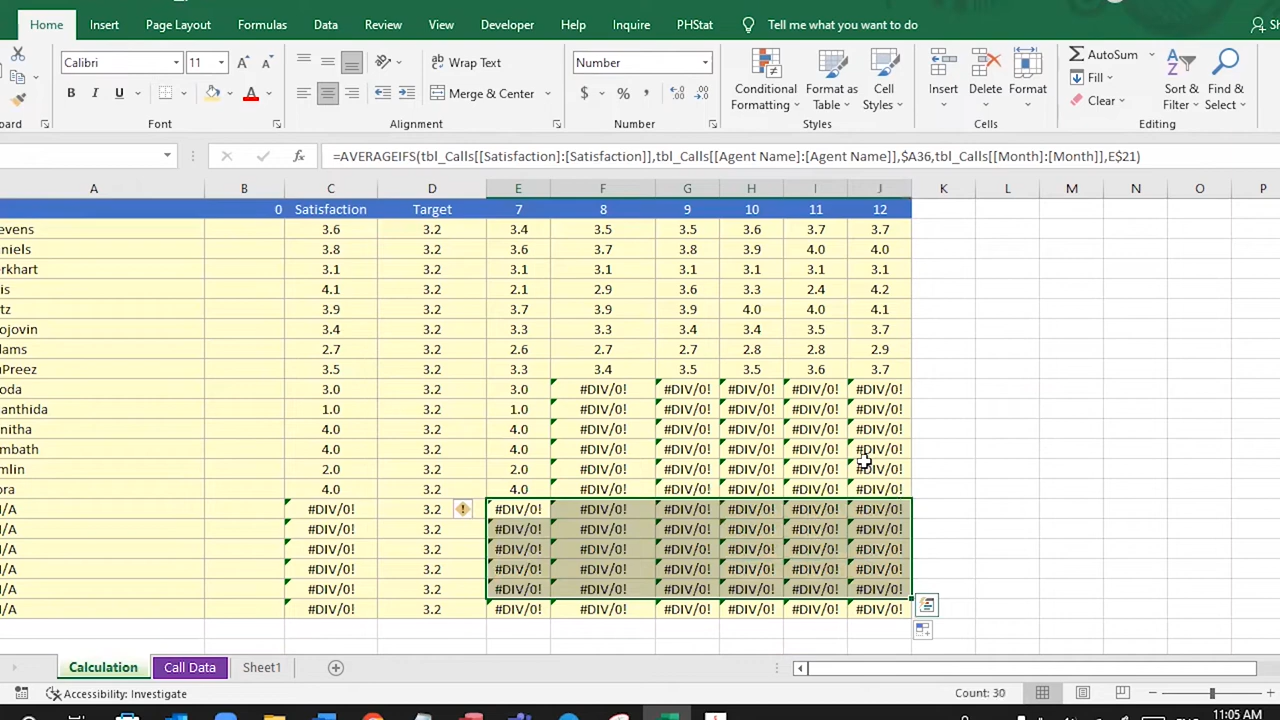 Home Insert Page Layout Formulas Data Review View Developer Help Inquire PHStat Tell me what you want to do
Calibri 11 Wrap Text Number Conditional Formatting Format as Table Cell Styles Insert Delete Format AutoSum Fill Clear Sort & Filter Find & Select
B I U A Merge & Center $ %
Font Alignment Number Styles Cells Editing
fx =AVERAGEIFS(tbl_Calls[[Satisfaction]:[Satisfaction]],tbl_Calls[[Agent Name]:[Agent Name]],$A36,tbl_Calls[[Month]:[Month]],E$21)
A B C D E F G H I J K L M N O P
0 Satisfaction Target 7 8 9 10 11 12
evens 3.6 3.2 3.4 3.5 3.5 3.6 3.7 3.7
niels 3.8 3.2 3.6 3.7 3.8 3.9 4.0 4.0
rkhart 3.1 3.2 3.1 3.1 3.1 3.1 3.1 3.1
is 4.1 3.2 2.1 2.9 3.6 3.3 2.4 4.2
tz 3.9 3.2 3.7 3.9 3.9 4.0 4.0 4.1
ojovin 3.4 3.2 3.3 3.3 3.4 3.4 3.5 3.7
lams 2.7 3.2 2.6 2.7 2.7 2.8 2.8 2.9
PPreez 3.5 3.2 3.3 3.4 3.5 3.5 3.6 3.7
oda 3.0 3.2 3.0 #DIV/0! #DIV/0! #DIV/0! #DIV/0! #DIV/0!
anthida 1.0 3.2 1.0 #DIV/0! #DIV/0! #DIV/0! #DIV/0! #DIV/0!
nitha 4.0 3.2 4.0 #DIV/0! #DIV/0! #DIV/0! #DIV/0! #DIV/0!
mbath 4.0 3.2 4.0 #DIV/0! #DIV/0! #DIV/0! #DIV/0! #DIV/0!
mlin 2.0 3.2 2.0 #DIV/0! #DIV/0! #DIV/0! #DIV/0! #DIV/0!
ora 4.0 3.2 4.0 #DIV/0! #DIV/0! #DIV/0! #DIV/0! #DIV/0!
/A #DIV/0! 3.2 #DIV/0! #DIV/0! #DIV/0! #DIV/0! #DIV/0! #DIV/0!
/A #DIV/0! 3.2 #DIV/0! #DIV/0! #DIV/0! #DIV/0! #DIV/0! #DIV/0!
/A #DIV/0! 3.2 #DIV/0! #DIV/0! #DIV/0! #DIV/0! #DIV/0! #DIV/0!
/A #DIV/0! 3.2 #DIV/0! #DIV/0! #DIV/0! #DIV/0! #DIV/0! #DIV/0!
/A #DIV/0! 3.2 #DIV/0! #DIV/0! #DIV/0! #DIV/0! #DIV/0! #DIV/0!
/A #DIV/0! 3.2 #DIV/0! #DIV/0! #DIV/0! #DIV/0! #DIV/0! #DIV/0!
Calculation Call Data Sheet1
Accessibility: Investigate Count: 30
11:05 AM